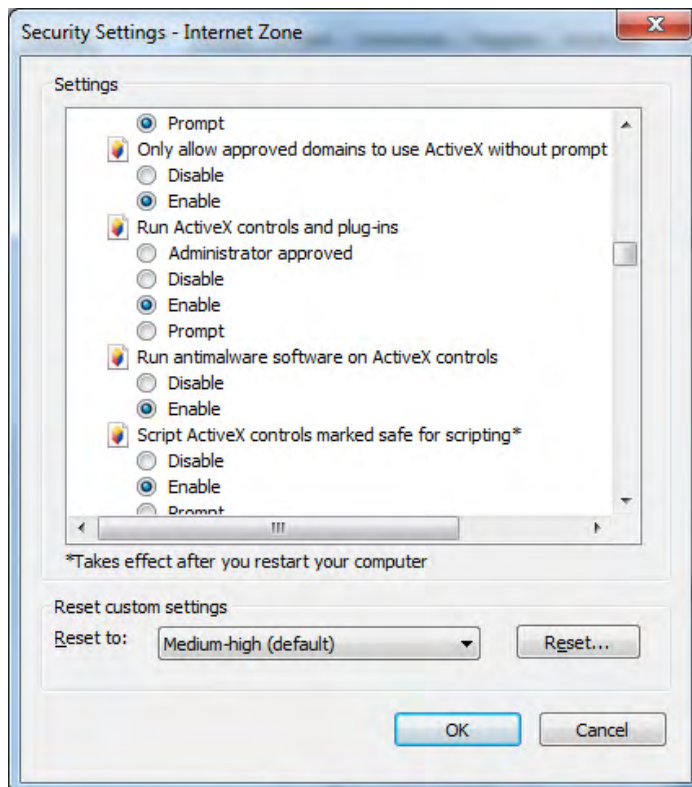 Security Settings - Internet Zone
Settings
Prompt
Only allow approved domains to use ActiveX without prompt
Disable
Enable
Run ActiveX controls and plug-ins
Administrator approved
Disable
Enable
Prompt
Run antimalware software on ActiveX controls
Disable
Enable
Script ActiveX controls marked safe for scripting*
Disable
Enable
Prompt
*Takes effect after you restart your computer
Reset custom settings
Reset to: Medium-high (default) Reset...
OK Cancel